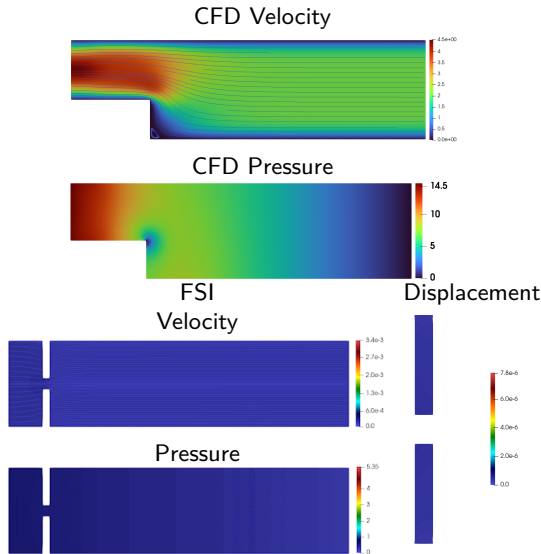 CFD Velocity
4.5e+00
4
3.5
3
2.5
2
1.5
1
0.5
0.0e+00
CFD Pressure
14.5
10
5
0
FSI
Displacement
Velocity
3.4e-3
2.7e-3
2.0e-3
1.3e-3
6.0e-4
0.0
7.8e-6
6.0e-6
4.0e-6
2.0e-6
0.0
Pressure
5.35
4
3
2
1
0